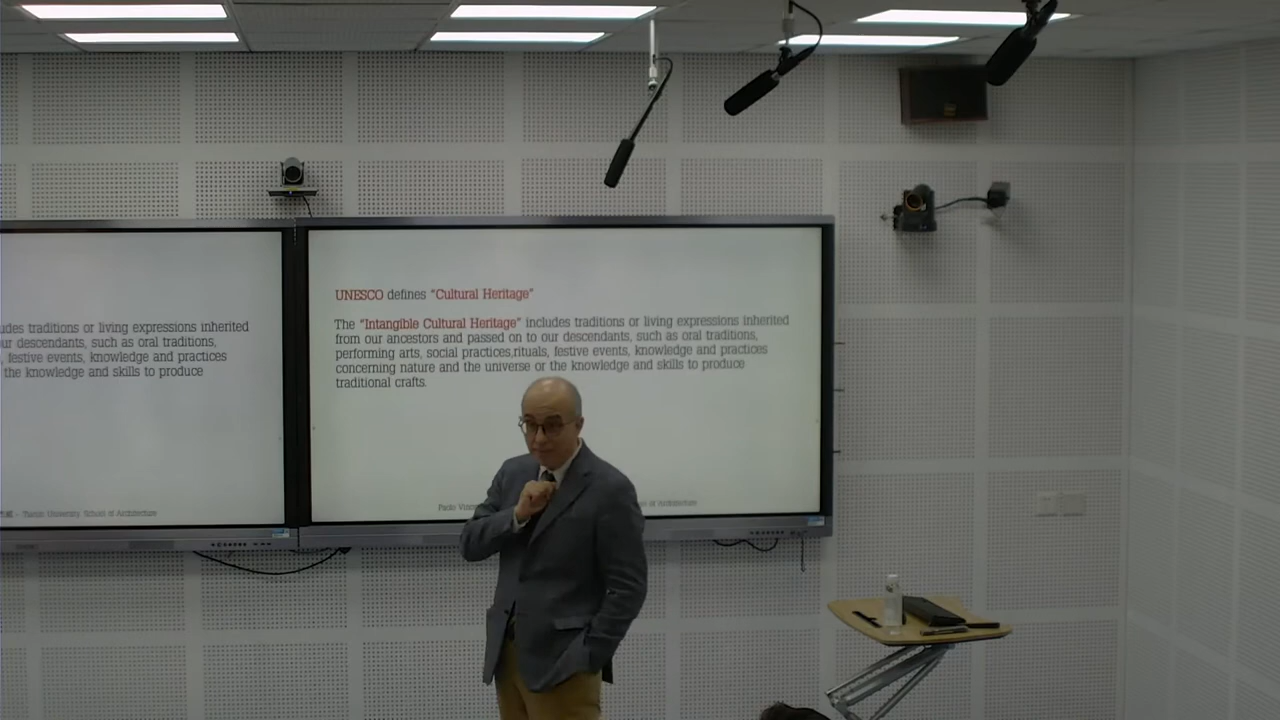 udes traditions or living expressions inherited
ur descendants, such as oral traditions,
, festive events, knowledge and practices
the knowledge and skills to produce
University School of Architecture
UNESCO defines "Cultural Heritage"
The "Intangible Cultural Heritage" includes traditions or living expressions inherited
from our ancestors and passed on to our descendants, such as oral traditions,
performing arts, social practices,rituals, festive events, knowledge and practices
concerning nature and the universe or the knowledge and skills to produce
traditional crafts.
Paolo
of Architecture